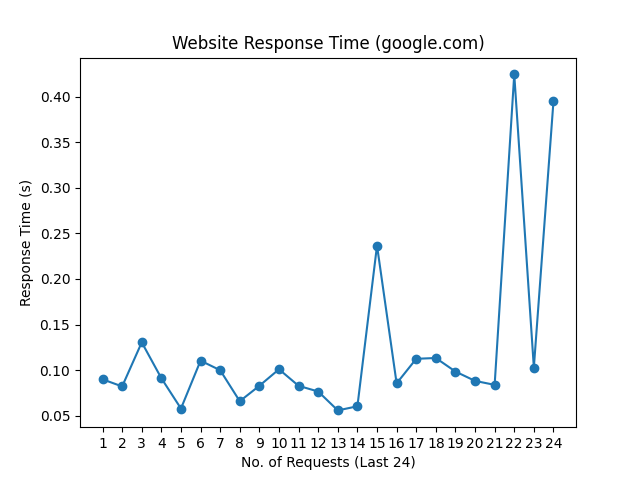 Website Response Time (google.com)
0.40
0.35
0.30
0.25
0.20
0.15
0.10
0.05
Response Time (s)
1 2 3 4 5 6 7 8 9 10 11 12 13 14 15 16 17 18 19 20 21 22 23 24
No. of Requests (Last 24)